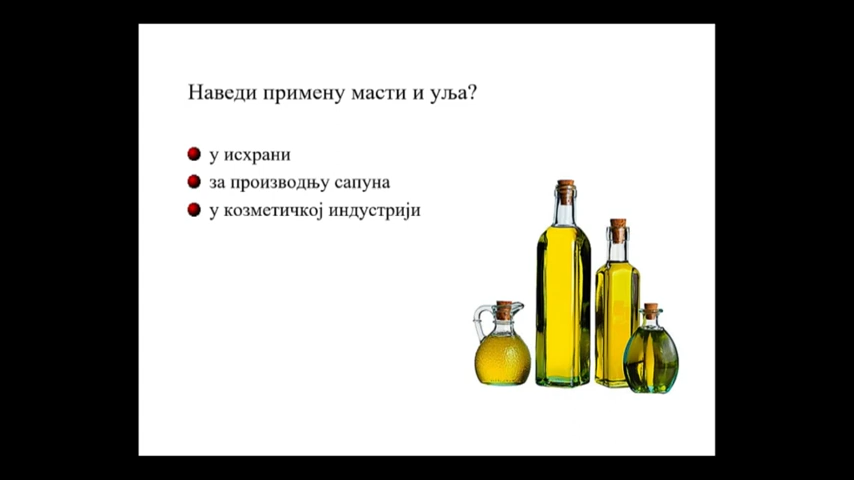 Наведи примену масти и уља?
у исхрани
за производњу сапуна
у козметичкој индустрији